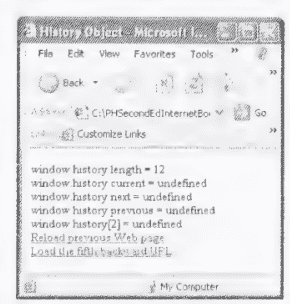 History Object - Microsoft I...
File Edit View Favorites Tools »
Back »
Address C:\PHSecondEdInternetBo Go
Customize Links »
window.history.length = 12
window.history.current = undefined
window.history.next = undefined
window.history.previous = undefined
window.history[2] = undefined
Reload previous Web page
Load the fifth backward URL
My Computer